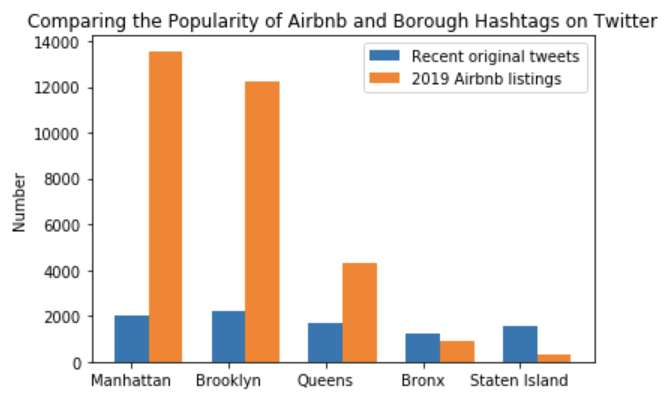 Comparing the Popularity of Airbnb and Borough Hashtags on Twitter
14000
12000
10000
8000
6000
4000
2000
0
Number
Recent original tweets
2019 Airbnb listings
Manhattan Brooklyn Queens Bronx Staten Island